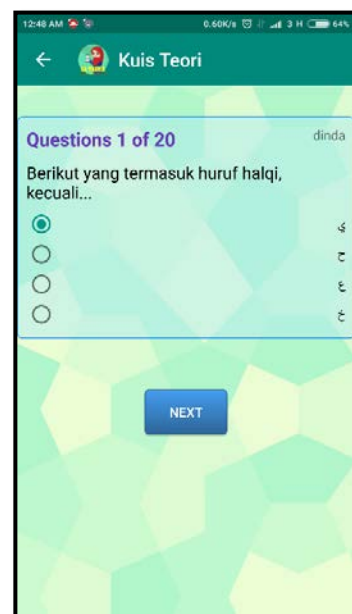 12:48 AM 0.60K/s 3 H 64%
Kuis Teori
Questions 1 of 20 dinda
Berikut yang termasuk huruf halqi,
kecuali...
ي
ح
ع
خ
NEXT